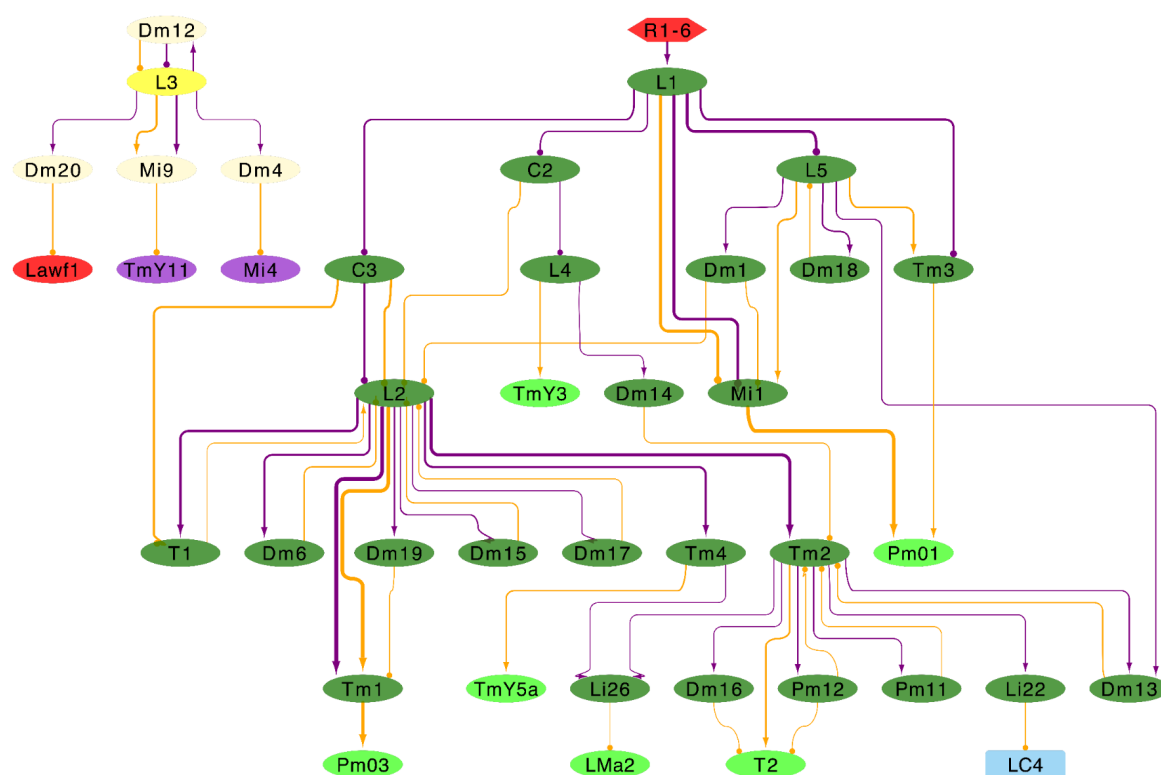 Dm12
R1-6
L3
L1
Dm20
Mi9
Dm4
C2
L5
Lawf1
TmY11
Mi4
C3
L4
Dm1
Dm18
Tm3
L2
TmY3
Dm14
Mi1
T1
Dm6
Dm19
Dm15
Dm17
Tm4
Tm2
Pm01
Tm1
TmY5a
Li26
Dm16
Pm12
Pm11
Li22
Dm13
Pm03
LMa2
T2
LC4